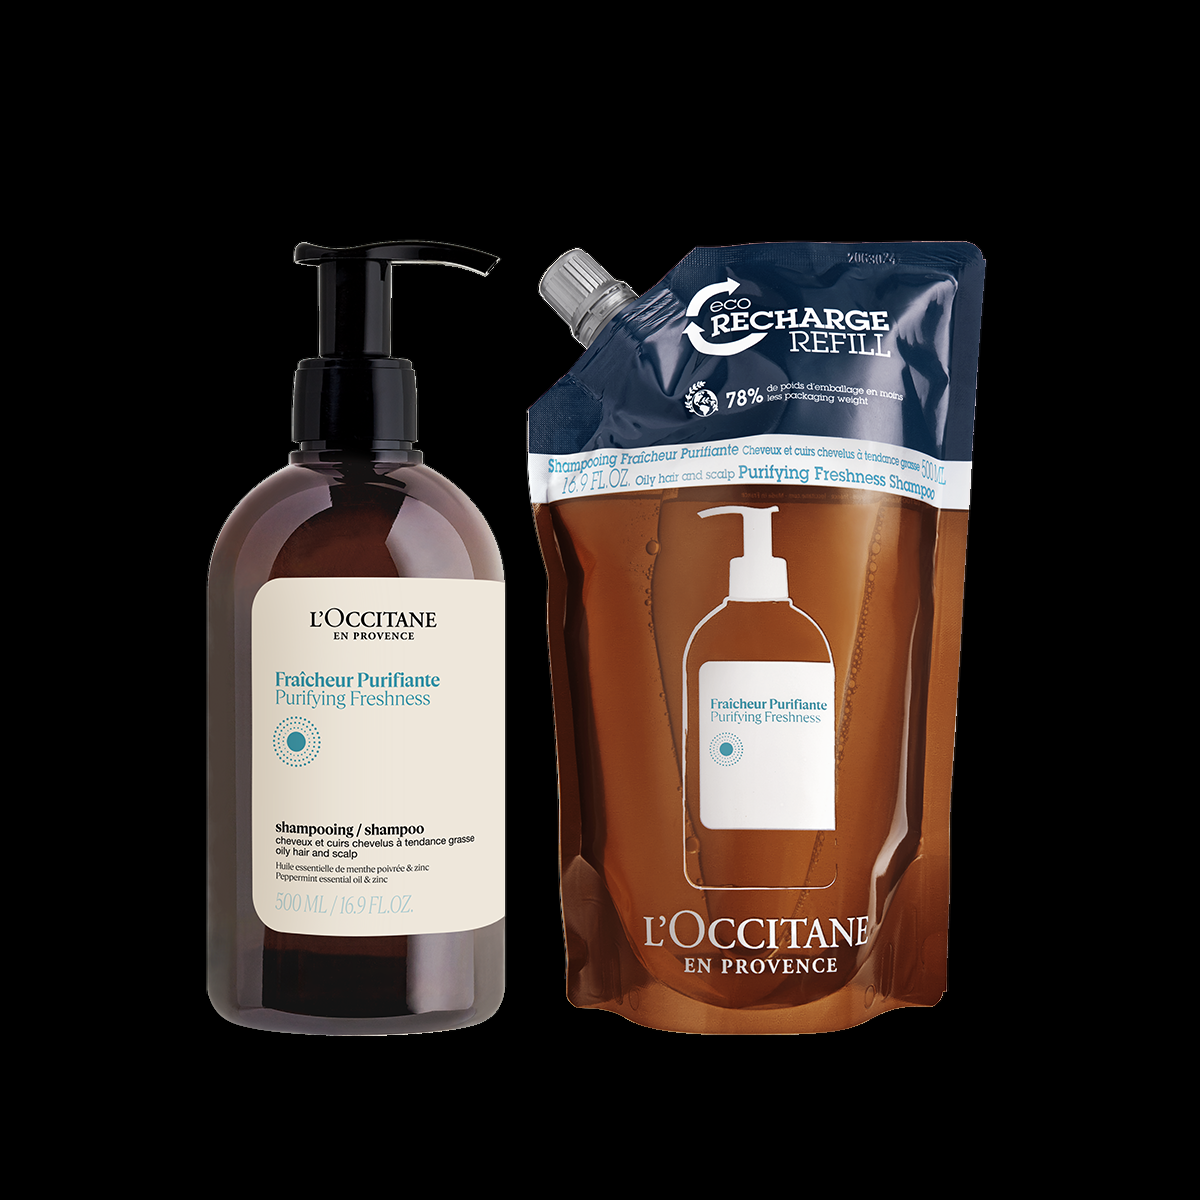 L'OCCITANE
EN PROVENCE
Fraîcheur Purifiante
Purifying Freshness
shampooing / shampoo
cheveux et cuirs chevelus à tendance grasse
oily hair and scalp
Huile essentielle de menthe poivrée & zinc
Peppermint essential oil & zinc
500 ML / 16.9 FL.OZ.
2063074
eco
RECHARGE
REFILL
78% de poids d'emballage en moins
less packaging weight
Shampooing Fraîcheur Purifiante Cheveux et cuirs chevelus à tendance grasse 500 ML
16.9 FL.OZ. Oily hair and scalp Purifying Freshness Shampoo
Fraîcheur Purifiante
Purifying Freshness
L'OCCITANE
EN PROVENCE